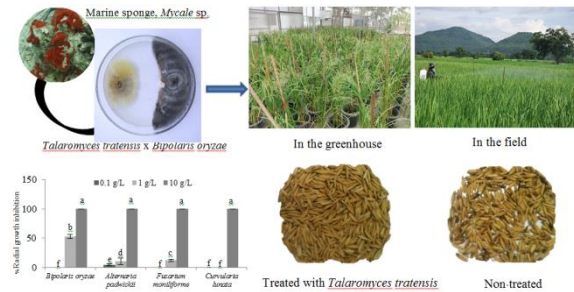 Marine sponge, Mycale sp.
Talaromyces tratensis x Bipolaris oryzae
In the greenhouse
In the field
0.1 g/L 1 g/L 10 g/L
%Radial growth inhibition
150
100
50
0
f b a
e d a
f c a
f f a
Bipolaris oryzae
Alternaria padwickii
Fusarium moniliforme
Curvularia lunata
Treated with Talaromyces tratensis
Non-treated